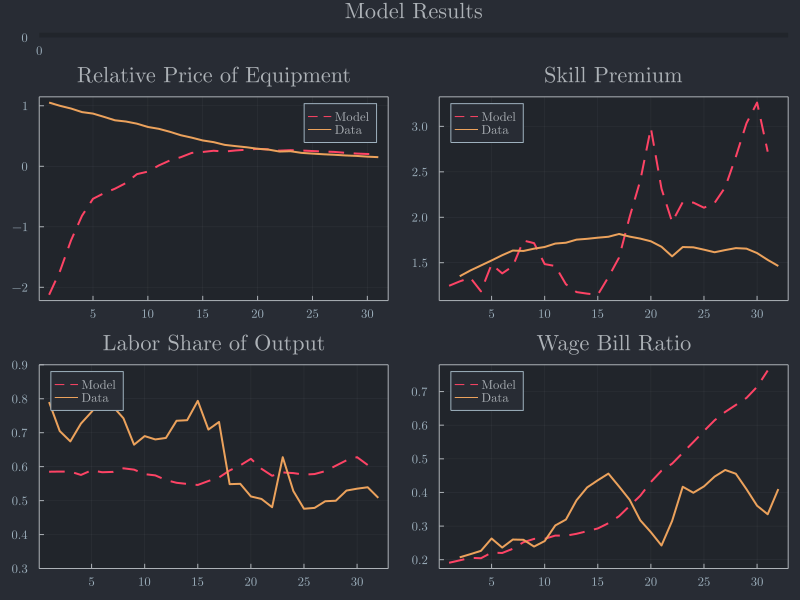 Model Results
0
0
Relative Price of Equipment
Skill Premium
1
0
−1
−2
Model
Data
5 10 15 20 25 30
3.0
2.5
2.0
1.5
Model
Data
5 10 15 20 25 30
Labor Share of Output
Wage Bill Ratio
0.9
0.8
0.7
0.6
0.5
0.4
0.3
Model
Data
5 10 15 20 25 30
0.7
0.6
0.5
0.4
0.3
0.2
Model
Data
5 10 15 20 25 30